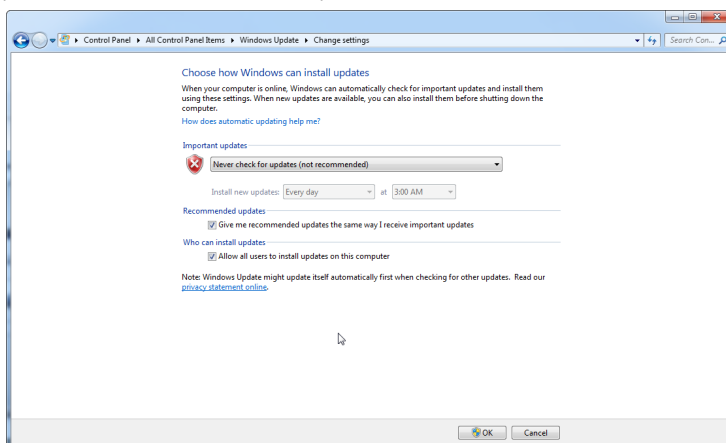 Control Panel ▸ All Control Panel Items ▸ Windows Update ▸ Change settings
Search Con...
Choose how Windows can install updates
When your computer is online, Windows can automatically check for important updates and install them
using these settings. When new updates are available, you can also install them before shutting down the
computer.
How does automatic updating help me?
Important updates
Never check for updates (not recommended)
Install new updates: Every day at 3:00 AM
Recommended updates
Give me recommended updates the same way I receive important updates
Who can install updates
Allow all users to install updates on this computer
Note: Windows Update might update itself automatically first when checking for other updates. Read our
privacy statement online.
OK Cancel